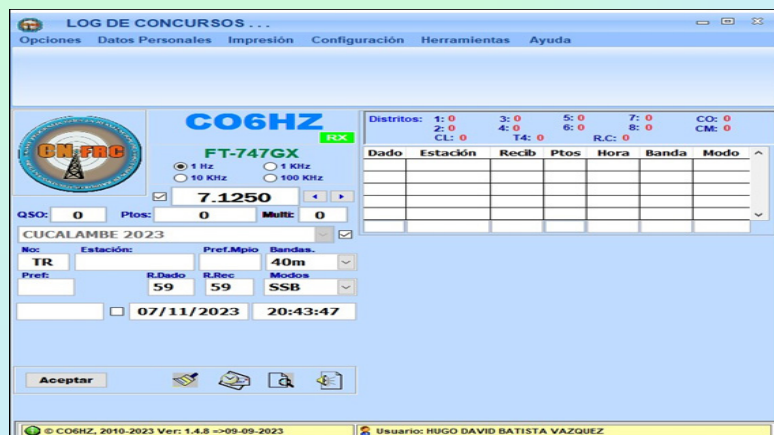 LOG DE CONCURSOS . . .
Opciones Datos Personales Impresión Configuración Herramientas Ayuda
CO6HZ
RX
FT-747GX
1 Hz 1 KHz
10 KHz 100 KHz
7.1250
QSO: 0 Ptos: 0 Multi: 0
CUCALAMBE 2023
No: Estación: Pref.Mpio Bandas.
TR 40m
Pref: R.Dado R.Rec Modos
59 59 SSB
07/11/2023 20:43:47
Aceptar
Distritos: 1: 0 3: 0 5: 0 7: 0 CO: 0
2: 0 4: 0 6: 0 8: 0 CM: 0
CL: 0 T4: 0 R.C: 0
Dado Estación Recib Ptos Hora Banda Modo
© CO6HZ, 2010-2023 Ver: 1.4.8 =>09-09-2023
Usuario: HUGO DAVID BATISTA VAZQUEZ